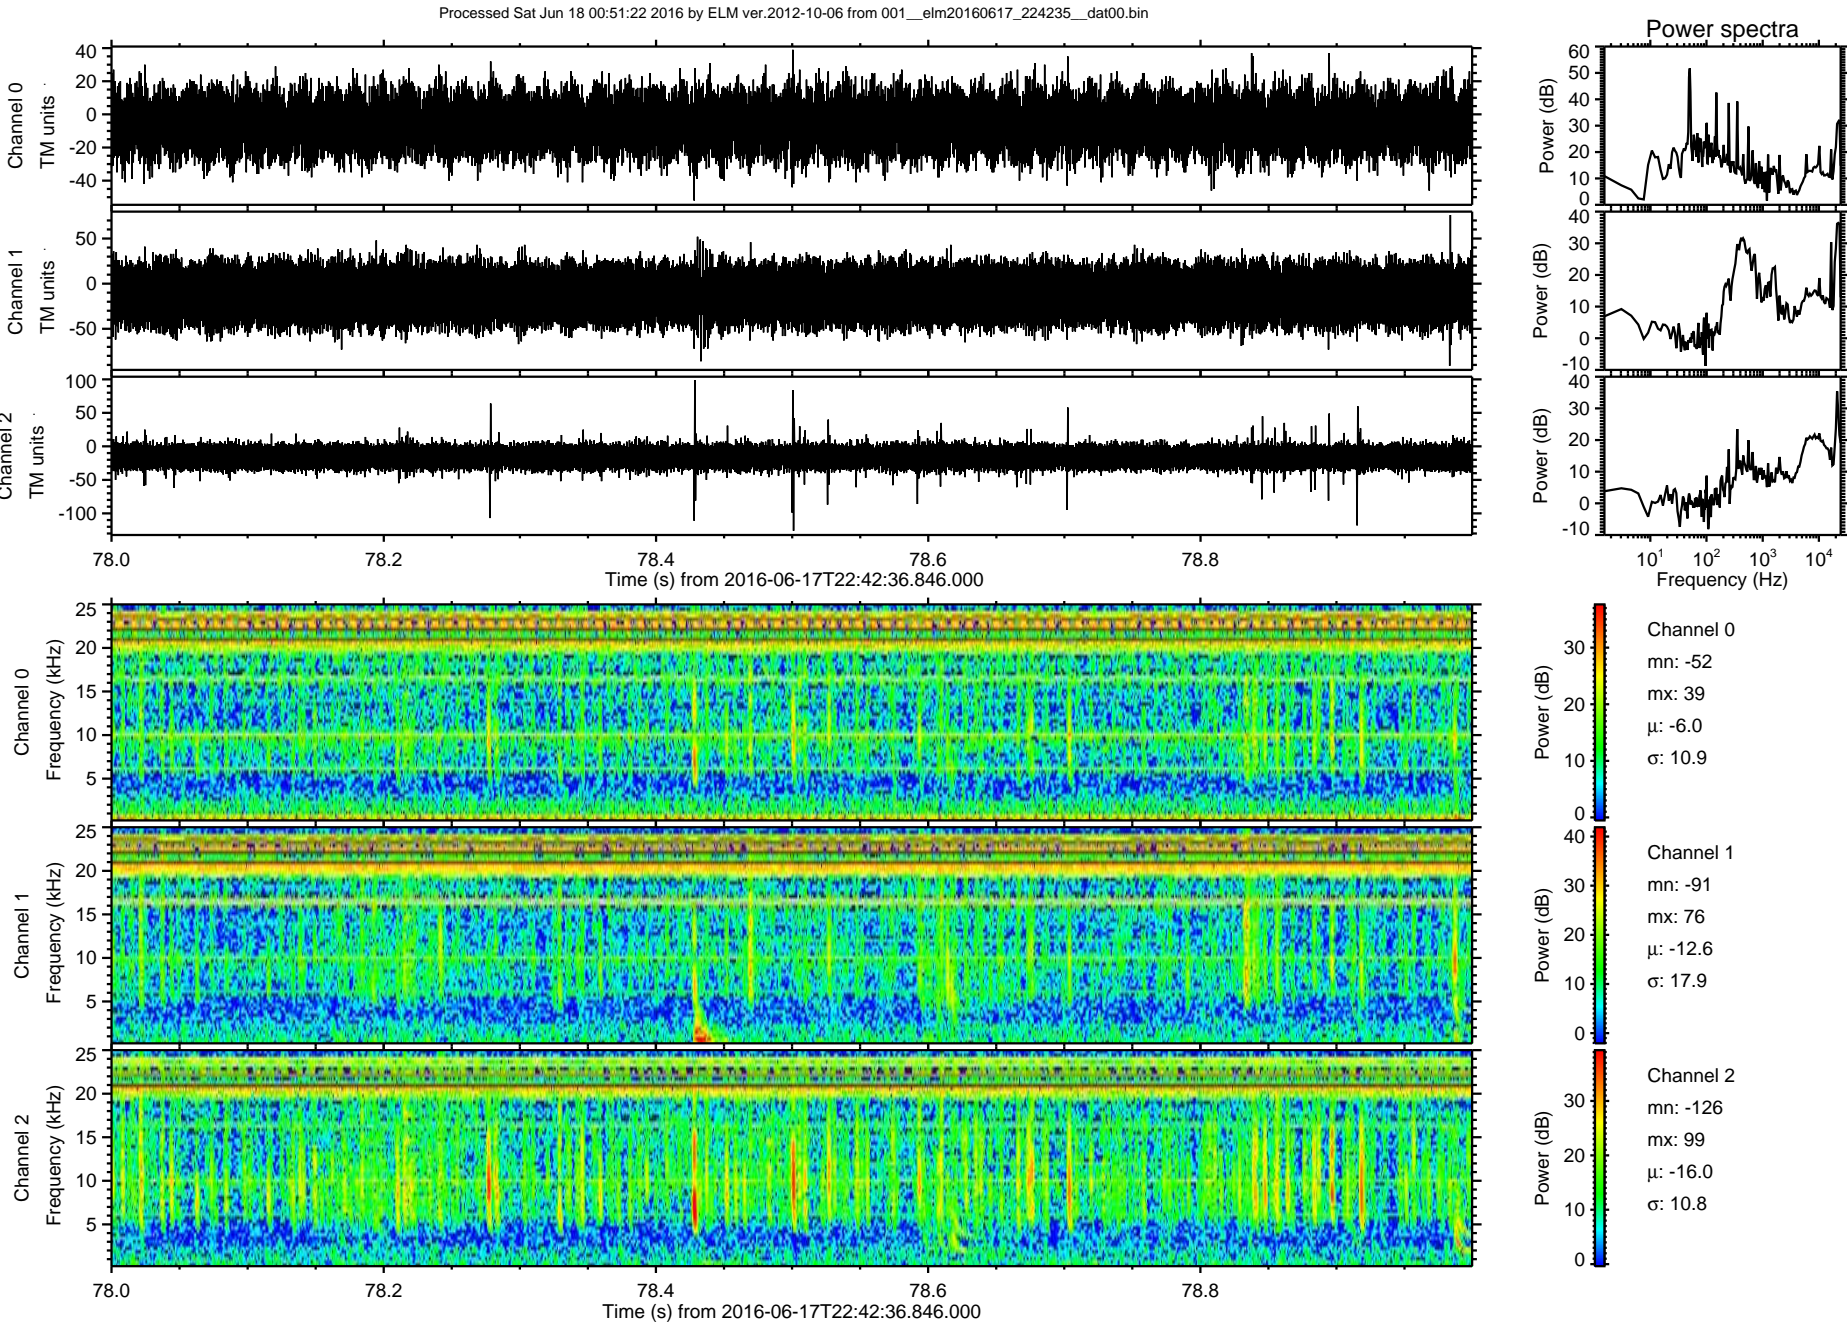 Processed Sat Jun 18 00:51:22 2016 by ELM ver.2012-10-06 from 001__elm20160617_224235__dat00.bin
Power spectra
Channel 0
TM units
40
20
0
-20
-40
Power (dB)
60
50
40
30
20
10
0
Channel 1
TM units
50
0
-50
Power (dB)
40
30
20
10
0
-10
Channel 2
TM units
100
50
0
-50
-100
Power (dB)
40
30
20
10
0
-10
78.0 78.2 78.4 78.6 78.8
Time (s) from 2016-06-17T22:42:36.846.000
10¹ 10² 10³ 10⁴
Frequency (Hz)
Channel 0
Frequency (kHz)
25
20
15
10
5
Power (dB)
30
20
10
0
Channel 0
mn: -52
mx: 39
μ: -6.0
σ: 10.9
Channel 1
Frequency (kHz)
25
20
15
10
5
Power (dB)
40
30
20
10
0
Channel 1
mn: -91
mx: 76
μ: -12.6
σ: 17.9
Channel 2
Frequency (kHz)
25
20
15
10
5
Power (dB)
30
20
10
0
Channel 2
mn: -126
mx: 99
μ: -16.0
σ: 10.8
78.0 78.2 78.4 78.6 78.8
Time (s) from 2016-06-17T22:42:36.846.000